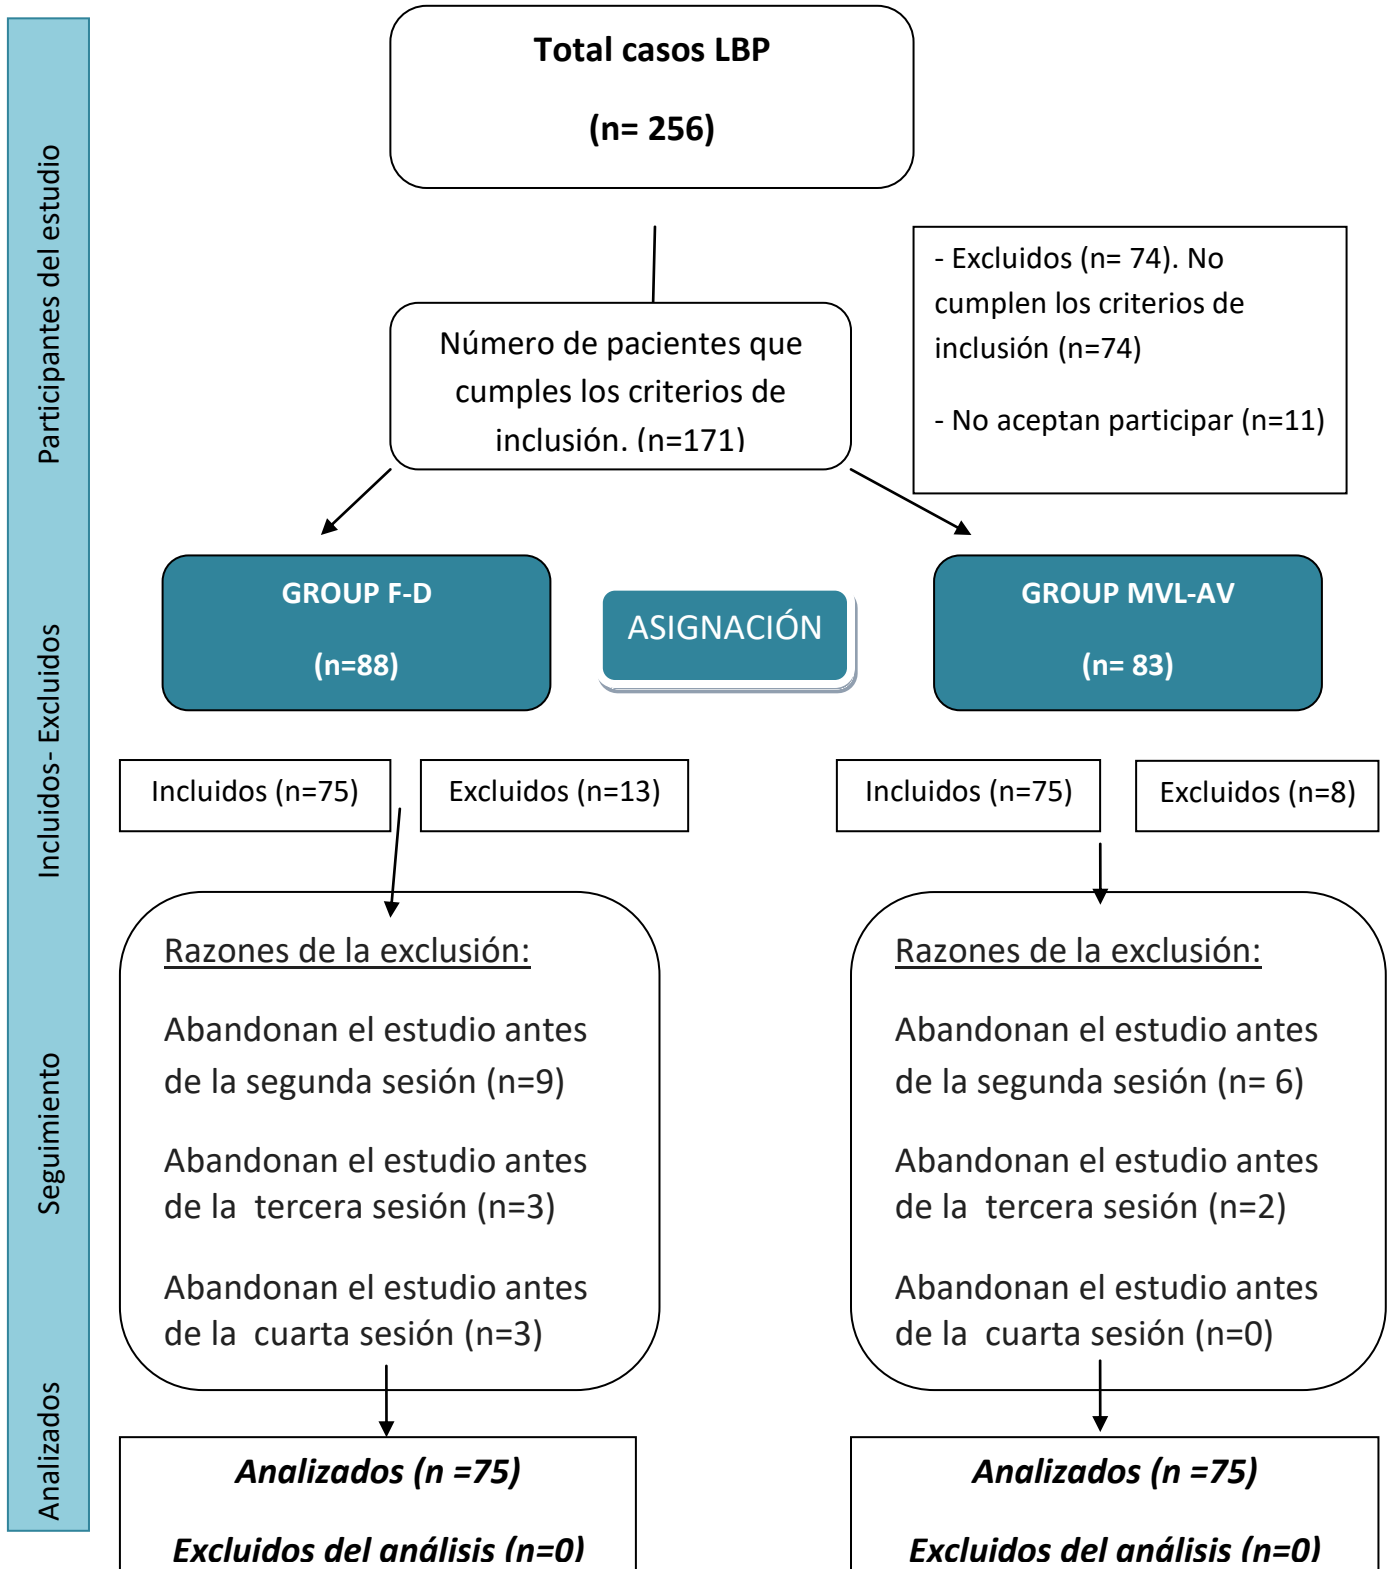 Total casos LBP
(n= 256)
- Excluidos (n= 74). No
cumplen los criterios de
inclusión (n=74)
- No aceptan participar (n=11)
Número de pacientes que
cumples los criterios de
inclusión. (n=171)
Participantes del estudio
GROUP F-D
(n=88)
ASIGNACIÓN
GROUP MVL-AV
(n= 83)
Incluidos- Excluidos
Incluidos (n=75)
Excluidos (n=13)
Incluidos (n=75)
Excluidos (n=8)
Razones de la exclusión:
Abandonan el estudio antes
de la segunda sesión (n=9)
Abandonan el estudio antes
de la  tercera sesión (n=3)
Abandonan el estudio antes
de la  cuarta sesión (n=3)
Razones de la exclusión:
Abandonan el estudio antes
de la segunda sesión (n= 6)
Abandonan el estudio antes
de la  tercera sesión (n=2)
Abandonan el estudio antes
de la  cuarta sesión (n=0)
Seguimiento
Analizados
Analizados (n =75)
Excluidos del análisis (n=0)
Analizados (n =75)
Excluidos del análisis (n=0)